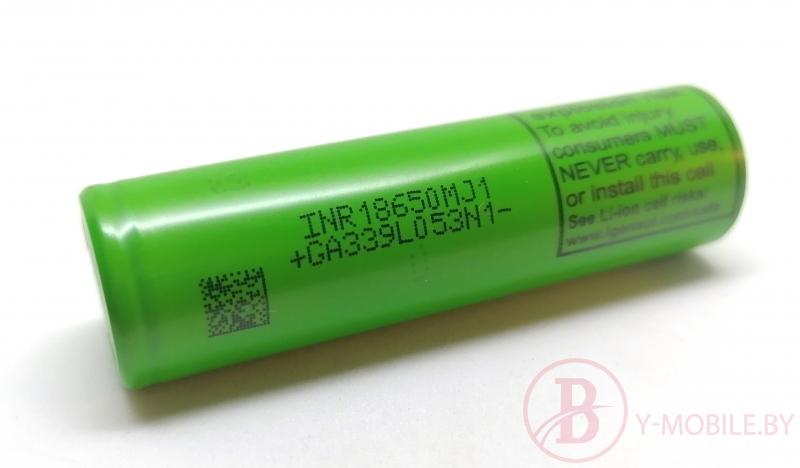 INR18650MJ1
+GA339L053N1-
explosion
To avoid injury,
consumers MUST
NEVER carry, use,
or install this cell
See Li-ion cell risks:
B
Y-MOBILE.BY